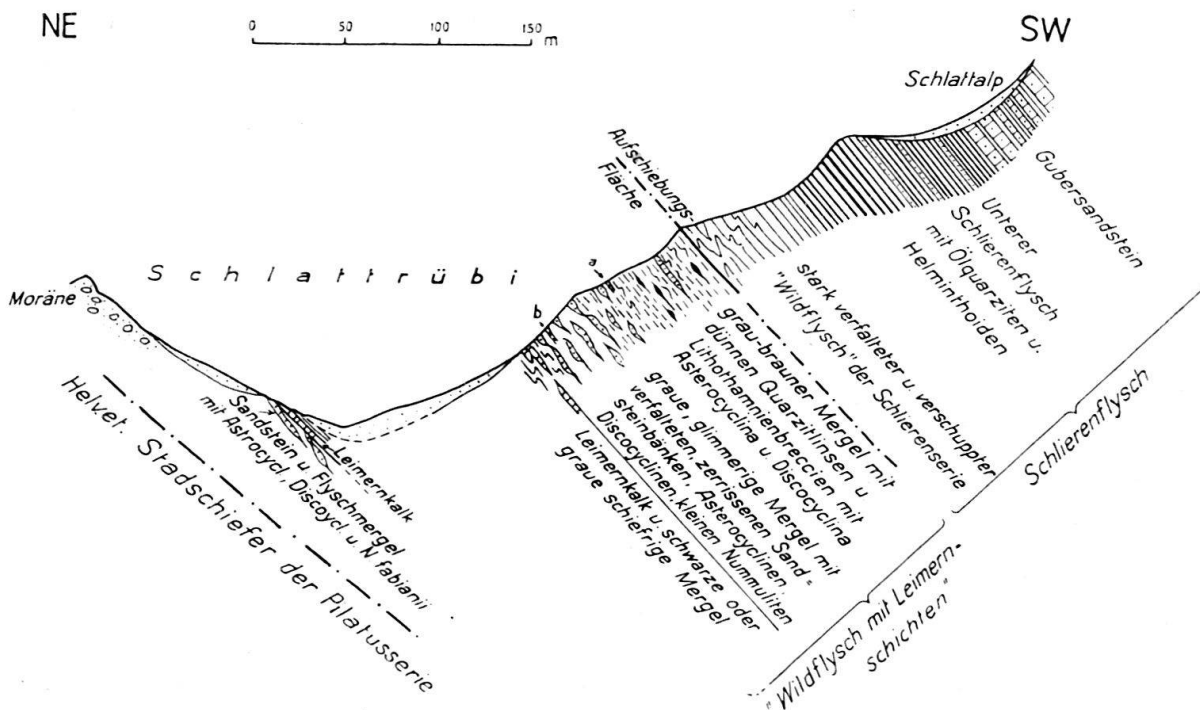 NE
0 50 100 150 m
SW
Schlattalp
Aufschiebungs-
Fläche
Schlattrübi
a
b
Moräne
Gubersandstein
Unterer
Schlierenflysch
mit Ölquarziten u.
Helminthoiden
stark verfalteter u. verschuppter
"Wildflysch" der Schlierenserie
Schlierenflysch
grau-brauner Mergel mit
dünnen Quarzitlinsen u
Lithothamnienbreccien mit
Asterocyclina u. Discocyclina
graue, glimmerige Mergel mit
verfalteten, zerrissenen Sand=
steinbänken, Asterocyclinen
Discocyclinen, kleinen Nummuliten
Leimernkalk u. schwarze oder
graue schiefrige Mergel
"Wildflysch mit Leimern-
schichten"
Leimernkalk
Sandstein u. Flyschmergel
mit Astrocycl, Discoycl. u. N fabianii
Helvet. Stadschiefer der Pilatusserie